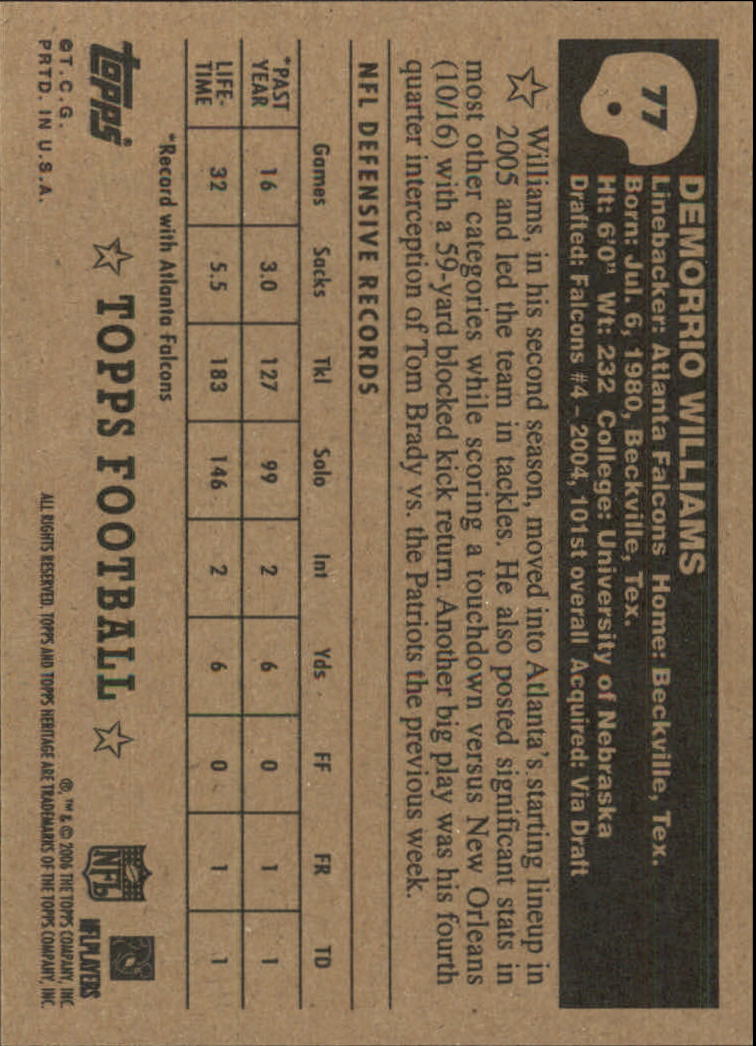 77
DEMORRIO WILLIAMS
Linebacker: Atlanta Falcons Home: Beckville, Tex.
Born: Jul. 6, 1980, Beckville, Tex.
Ht: 6'0" Wt: 232 College: University of Nebraska
Drafted: Falcons #4 - 2004, 101st overall Acquired: Via Draft
Williams, in his second season, moved into Atlanta's starting lineup in
2005 and led the team in tackles. He also posted significant stats in
most other categories while scoring a touchdown versus New Orleans
(10/16) with a 59-yard blocked kick return. Another big play was his fourth
quarter interception of Tom Brady vs. the Patriots the previous week.
NFL DEFENSIVE RECORDS
Games Sacks Tkl Solo Int Yds FF FR TD
*PAST YEAR 16 3.0 127 99 2 6 0 1 1
LIFE-TIME 32 5.5 183 146 2 6 0 1 1
*Record with Atlanta Falcons
topps ☆ TOPPS FOOTBALL ☆ NFL NFLPLAYERS
©T.C.G.
PRTD. IN U.S.A.
®, ™ & © 2006 THE TOPPS COMPANY, INC.
ALL RIGHTS RESERVED. TOPPS AND TOPPS HERITAGE ARE TRADEMARKS OF THE TOPPS COMPANY, INC.